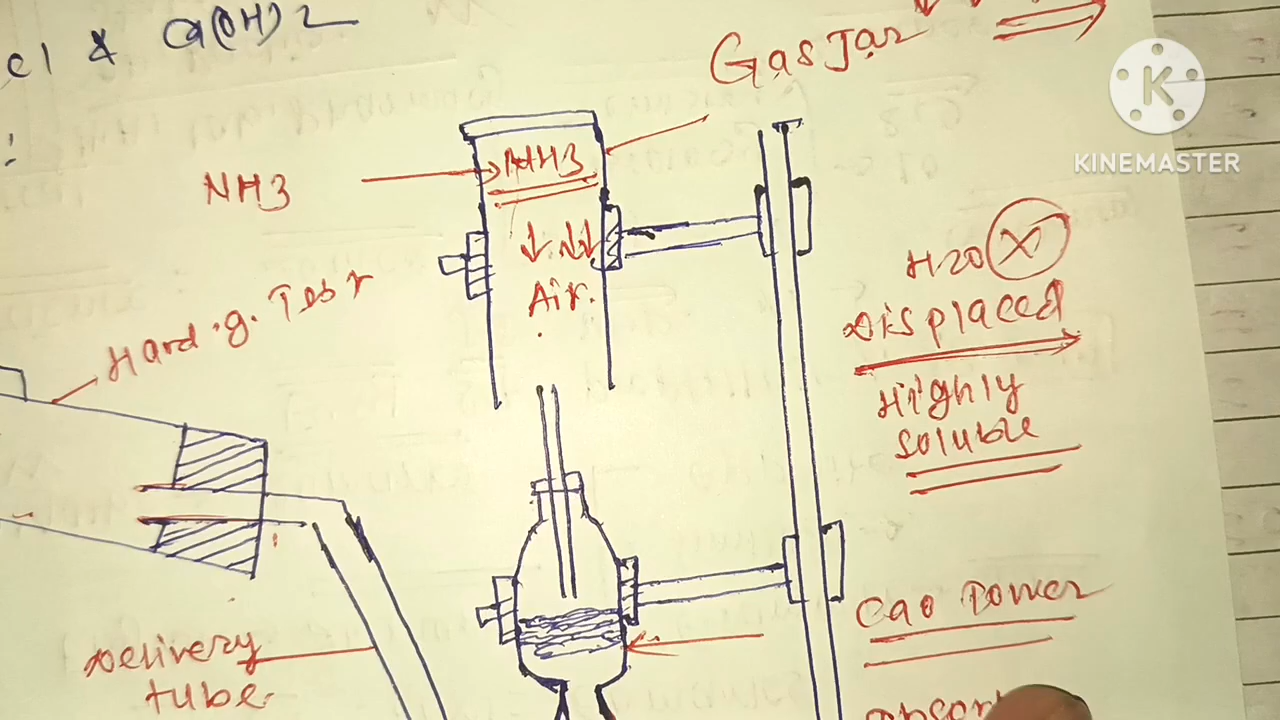 cl & Ca(OH)2
Gas Jar
KINEMASTER
NH3
NH3
Air.
H2O X
Displaced
Highly
soluble
Hard.g. Test
Delivery
tube
CaO Power
absor